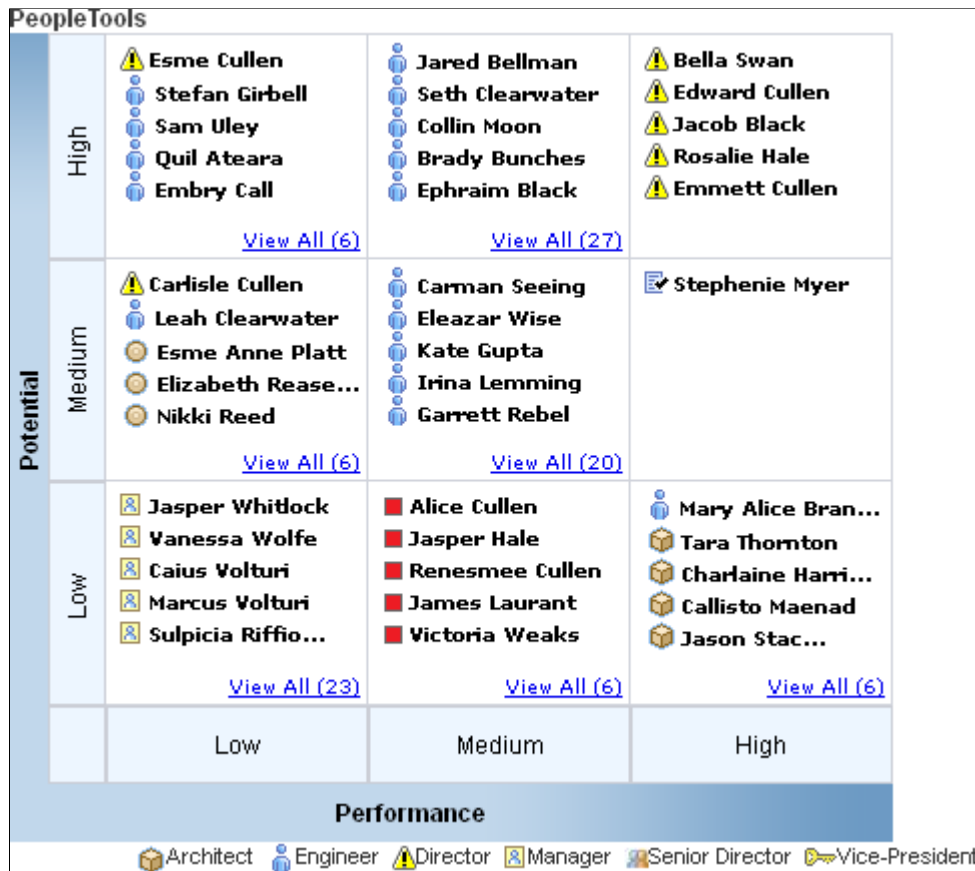 PeopleTools
Potential
High
Esme Cullen
Stefan Girbell
Sam Uley
Quil Ateara
Embry Call
View All (6)
Jared Bellman
Seth Clearwater
Collin Moon
Brady Bunches
Ephraim Black
View All (27)
Bella Swan
Edward Cullen
Jacob Black
Rosalie Hale
Emmett Cullen
Medium
Carlisle Cullen
Leah Clearwater
Esme Anne Platt
Elizabeth Rease...
Nikki Reed
View All (6)
Carman Seeing
Eleazar Wise
Kate Gupta
Irina Lemming
Garrett Rebel
View All (20)
Stephenie Myer
Low
Jasper Whitlock
Vanessa Wolfe
Caius Volturi
Marcus Volturi
Sulpicia Riffio...
View All (23)
Alice Cullen
Jasper Hale
Renesmee Cullen
James Laurant
Victoria Weaks
View All (6)
Mary Alice Bran...
Tara Thornton
Charlaine Harri...
Callisto Maenad
Jason Stac...
View All (6)
Low Medium High
Performance
Architect Engineer Director Manager Senior Director Vice-President